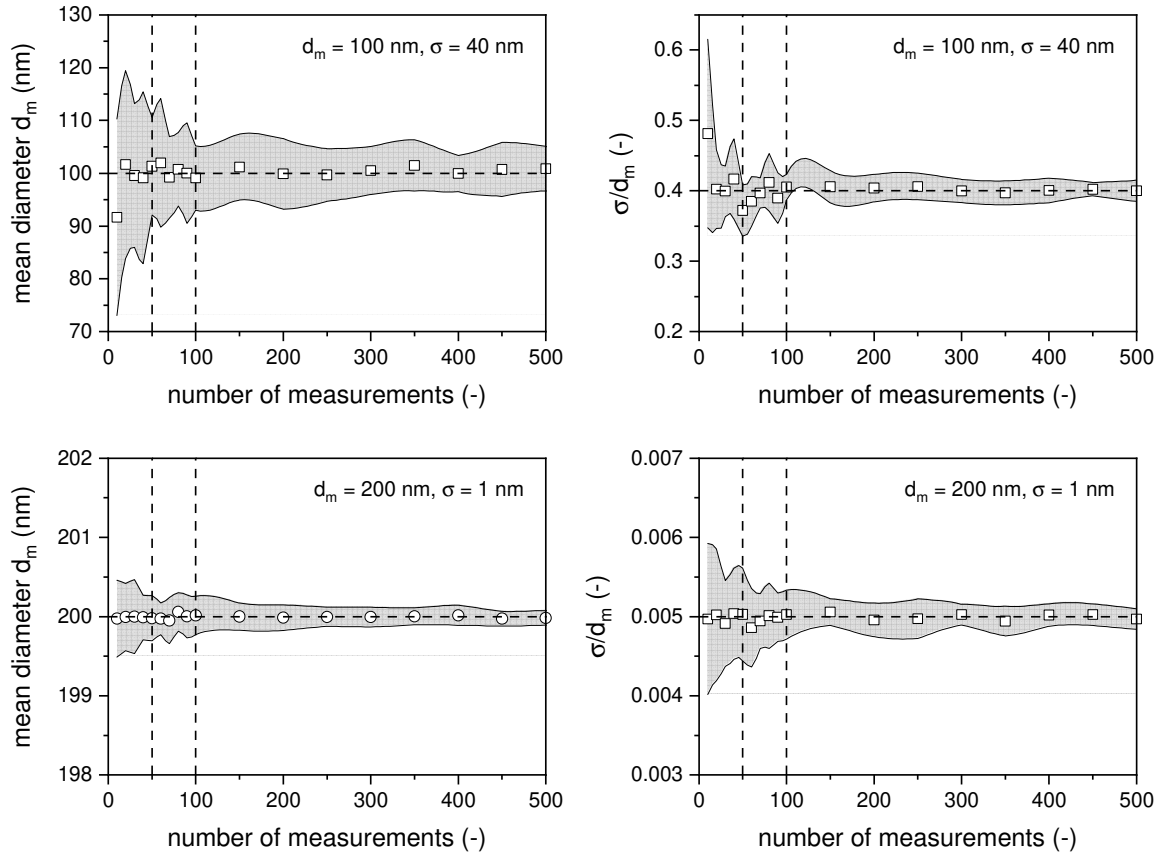 d_m = 100 nm, σ = 40 nm
mean diameter d_m (nm)
130
120
110
100
90
80
70
0 100 200 300 400 500
number of measurements (-)
d_m = 100 nm, σ = 40 nm
σ/d_m (-)
0.6
0.5
0.4
0.3
0.2
0 100 200 300 400 500
number of measurements (-)
d_m = 200 nm, σ = 1 nm
mean diameter d_m (nm)
202
201
200
199
198
0 100 200 300 400 500
number of measurements (-)
d_m = 200 nm, σ = 1 nm
σ/d_m (-)
0.007
0.006
0.005
0.004
0.003
0 100 200 300 400 500
number of measurements (-)